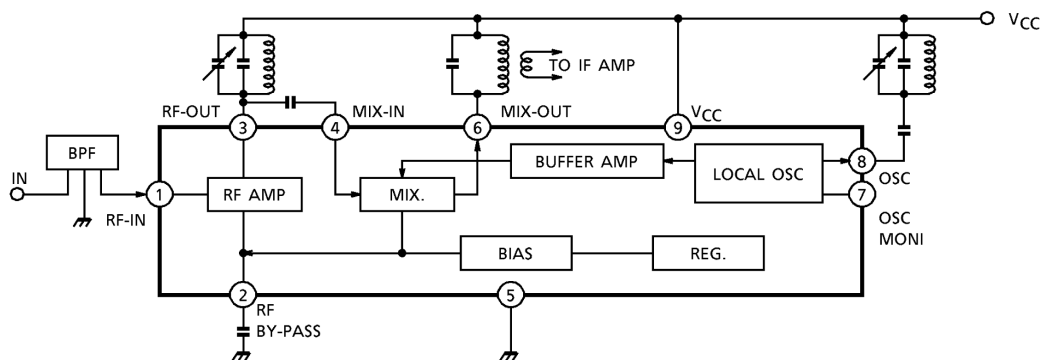 VCC
TO IF AMP
RF-OUT
MIX-IN
MIX-OUT
VCC
3
4
6
9
BPF
IN
1
RF-IN
RF AMP
MIX.
BUFFER AMP
LOCAL OSC
8
OSC
7
OSC
MONI
BIAS
REG.
2
RF
BY-PASS
5